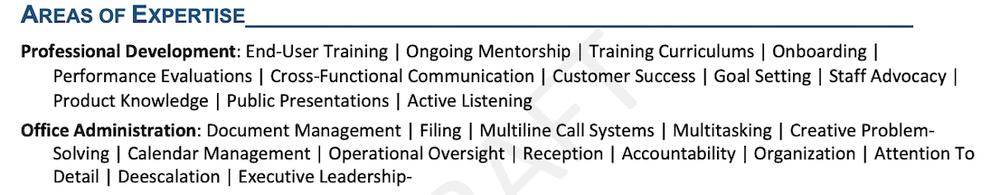 AREAS OF EXPERTISE
Professional Development: End-User Training | Ongoing Mentorship | Training Curriculums | Onboarding |
Performance Evaluations | Cross-Functional Communication | Customer Success | Goal Setting | Staff Advocacy |
Product Knowledge | Public Presentations | Active Listening
Office Administration: Document Management | Filing | Multiline Call Systems | Multitasking | Creative Problem-
Solving | Calendar Management | Operational Oversight | Reception | Accountability | Organization | Attention To
Detail | Deescalation | Executive Leadership-
RAFT